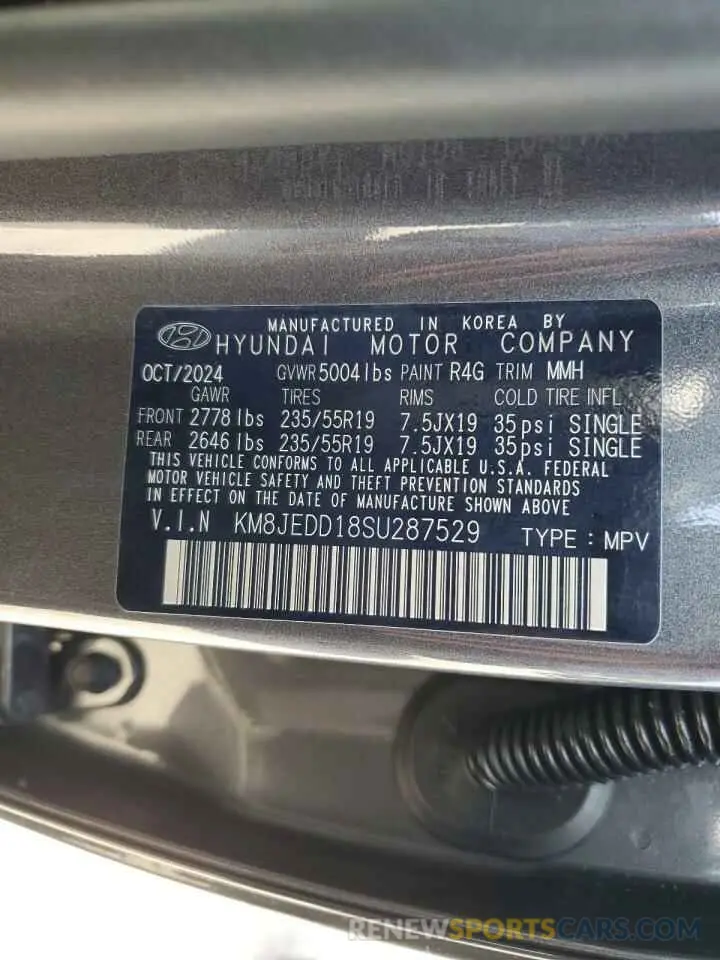 MANUFACTURED IN KOREA BY
HYUNDAI MOTOR COMPANY
OCT/2024 GVWR 5004 lbs PAINT R4G TRIM MMH
GAWR TIRES RIMS COLD TIRE INFL.
FRONT 2778 lbs 235/55R19 7.5JX19 35psi SINGLE
REAR 2646 lbs 235/55R19 7.5JX19 35psi SINGLE
THIS VEHICLE CONFORMS TO ALL APPLICABLE U.S.A. FEDERAL
MOTOR VEHICLE SAFETY AND THEFT PREVENTION STANDARDS
IN EFFECT ON THE DATE OF MANUFACTURE SHOWN ABOVE
V.I.N KM8JEDD18SU287529 TYPE : MPV
RENEWSPORTSCARS.COM